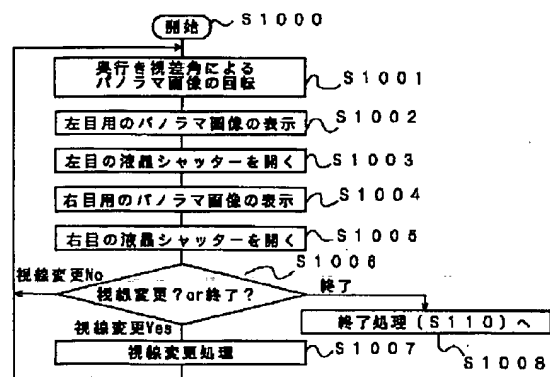 開始
S1000
奥行き視差角による
パノラマ画像の回転
S1001
左目用のパノラマ画像の表示
S1002
左目の液晶シャッターを開く
S1003
右目用のパノラマ画像の表示
S1004
右目の液晶シャッターを開く
S1005
S1006
視線変更No
視線変更?or終了?
終了
視線変更Yes
終了処理(S110)へ
視線変更処理
S1007
S1008